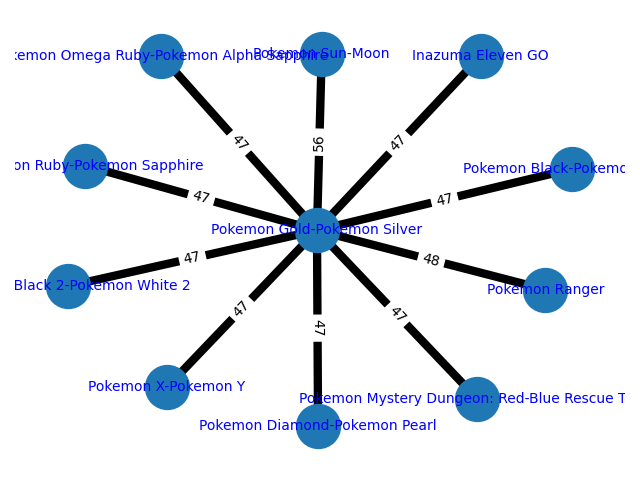 kemon Omega Ruby-Pokemon Alpha Sapphire
Pokemon Sun-Moon
Inazuma Eleven GO
47
56
47
on Ruby-Pokemon Sapphire
Pokemon Black-Pokemo
47
47
Pokemon Gold-Pokemon Silver
47
48
Black 2-Pokemon White 2
Pokemon Ranger
47
47
47
Pokemon X-Pokemon Y
Pokemon Mystery Dungeon: Red-Blue Rescue T
Pokemon Diamond-Pokemon Pearl